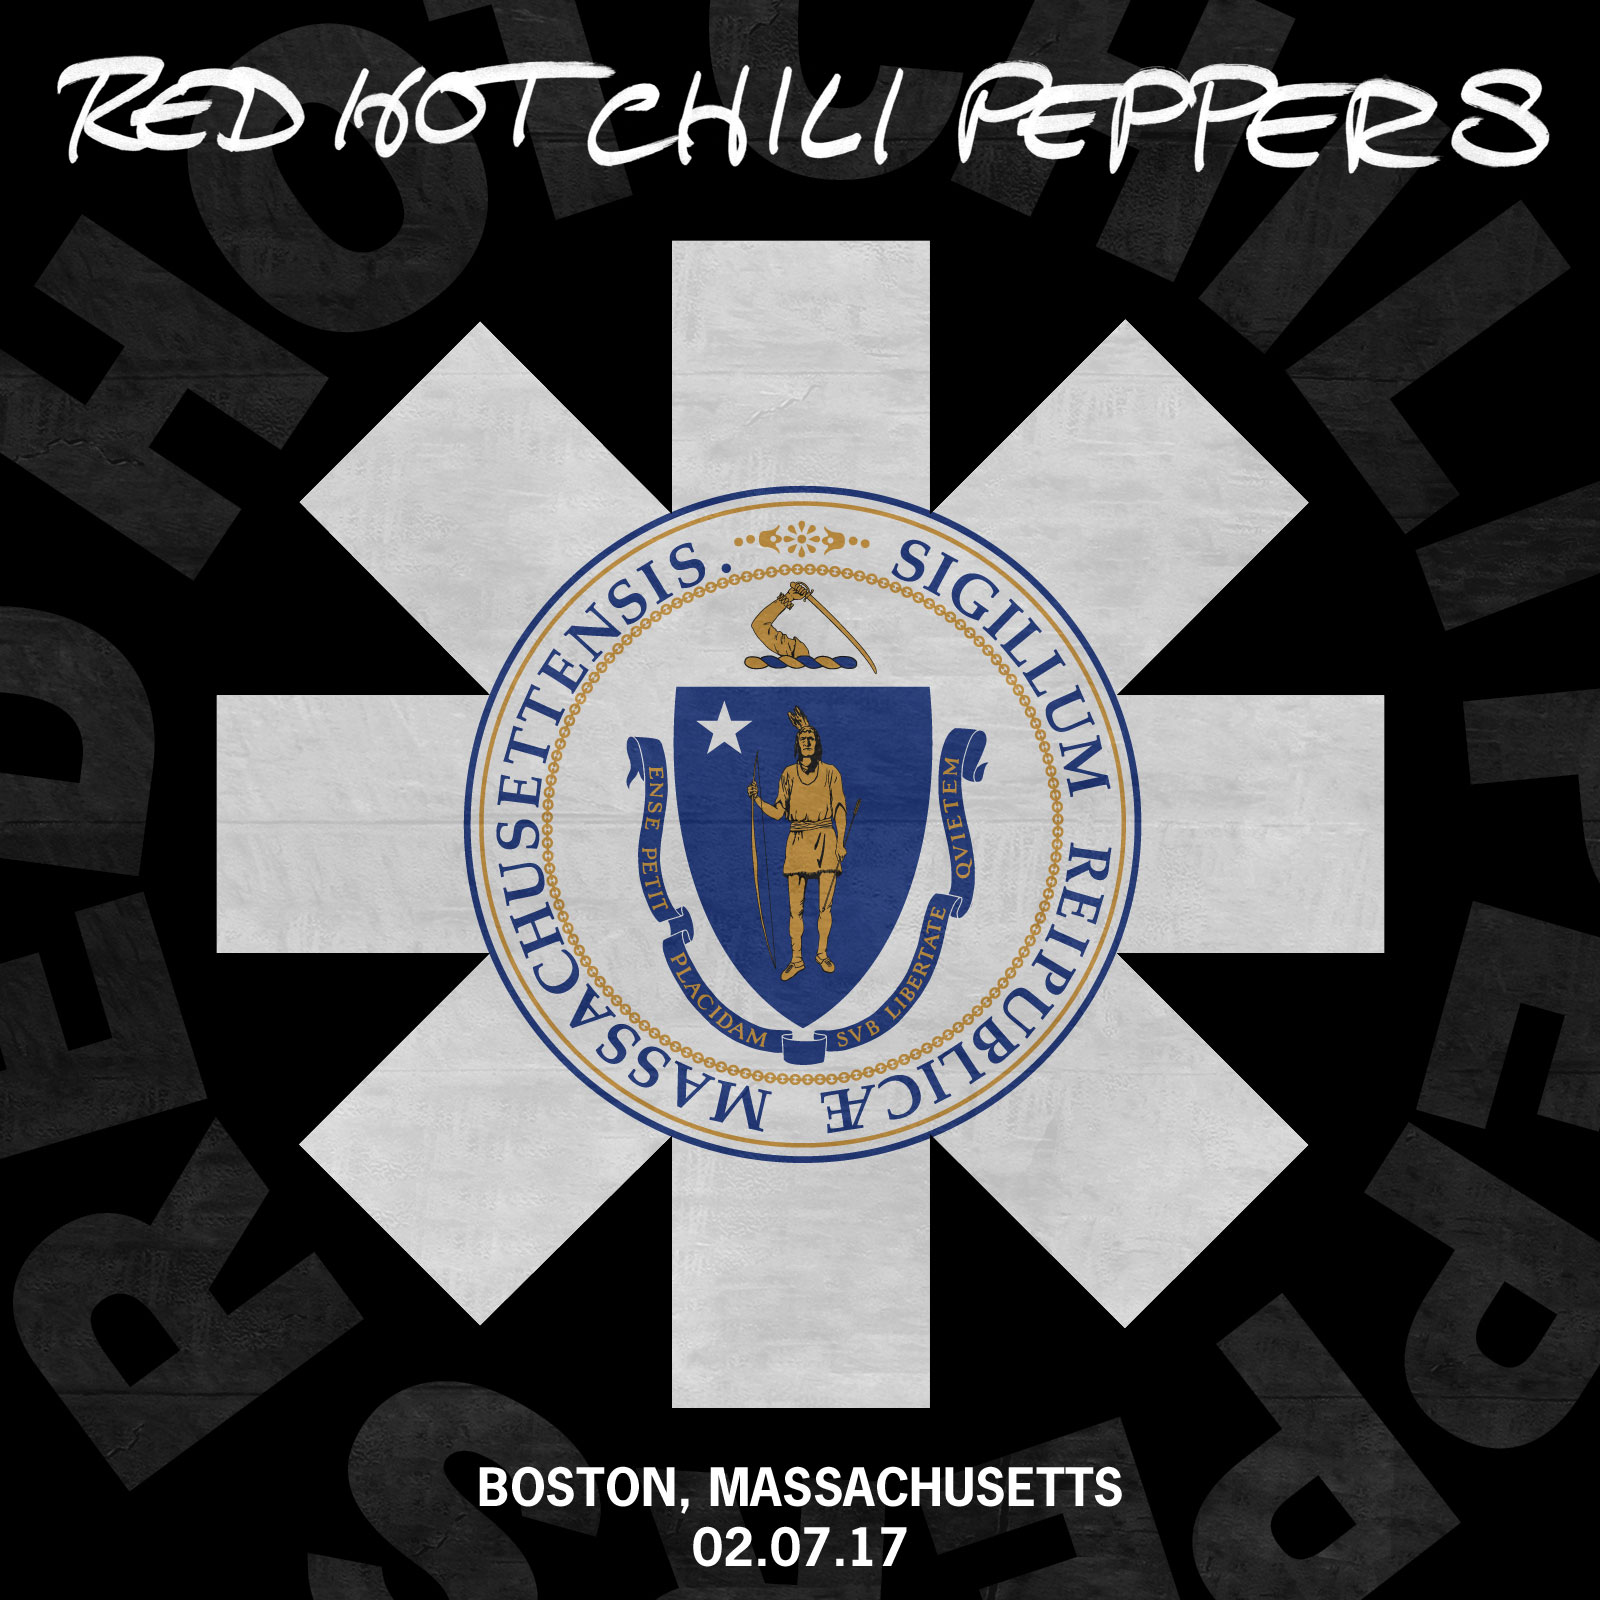 RED HOT CHILI PEPPERS
SIGILLUM REIPUBLICÆ MASSACHUSETTENSIS.
ENSE PETIT PLACIDAM SVB LIBERTATE QVIETEM
RED HOT CHILI PEPPERS
BOSTON, MASSACHUSETTS
02.07.17